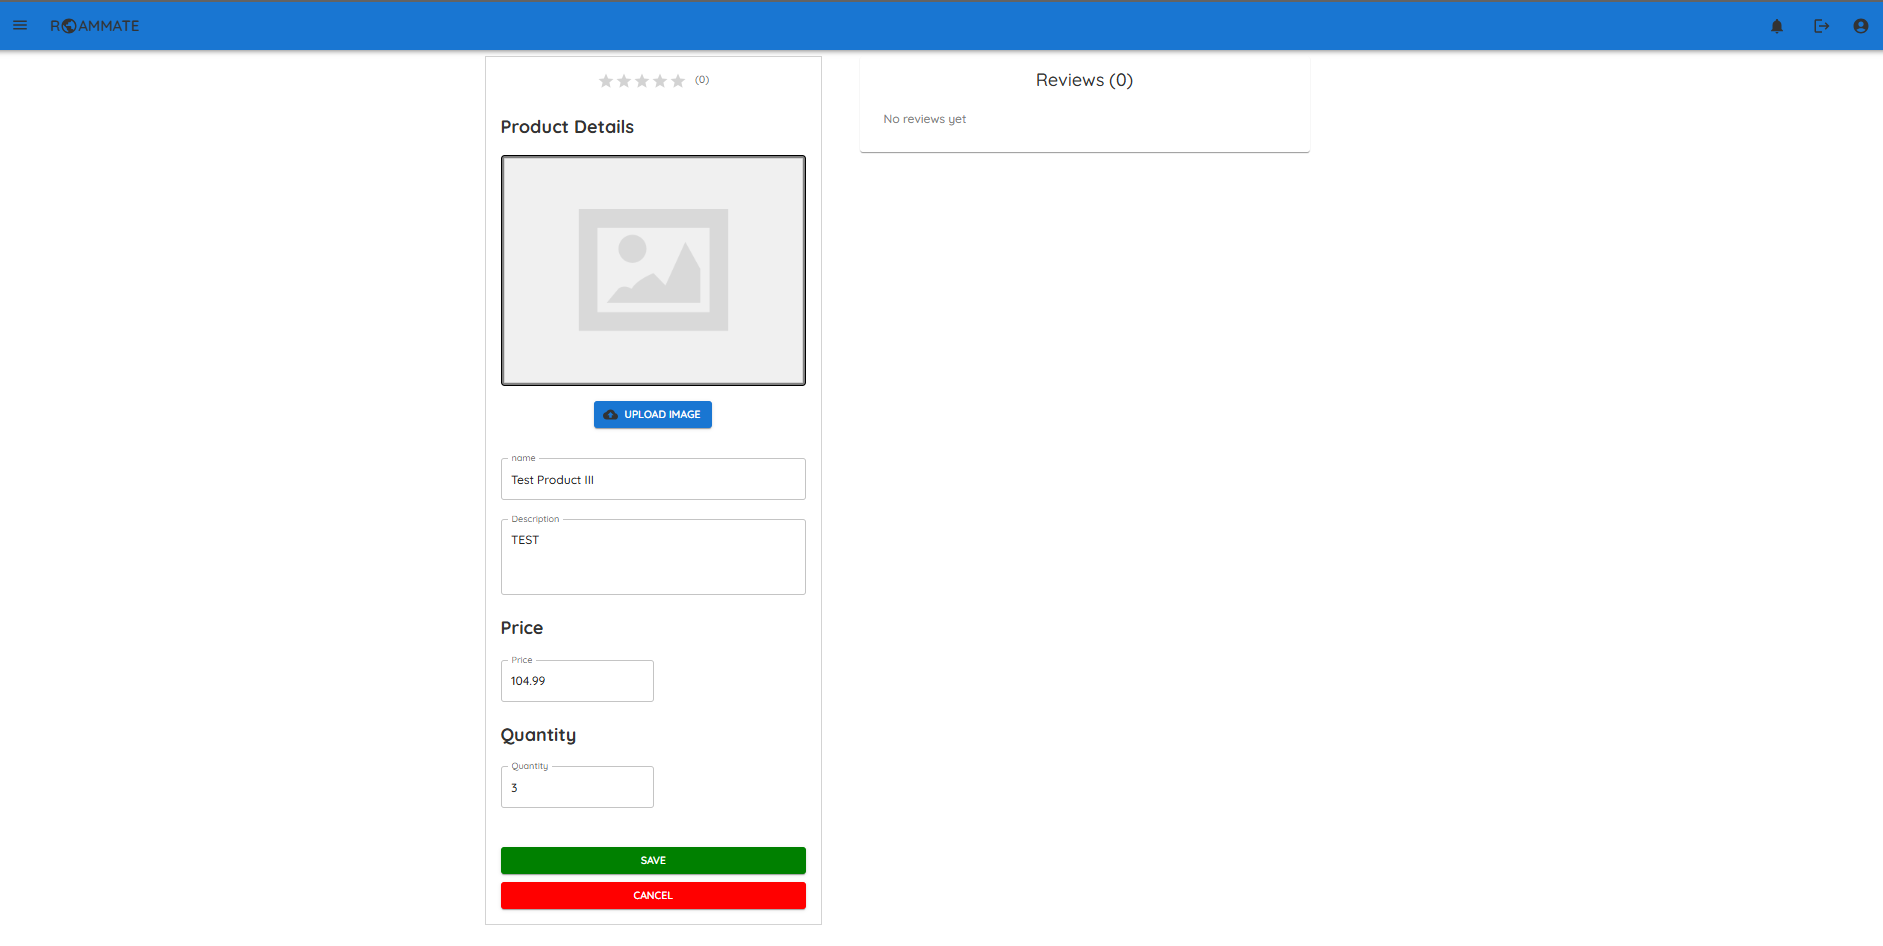 ROAMMATE
(0)
Product Details
UPLOAD IMAGE
name
Test Product III
Description
TEST
Price
Price
104.99
Quantity
Quantity
3
SAVE
CANCEL
Reviews (0)
No reviews yet